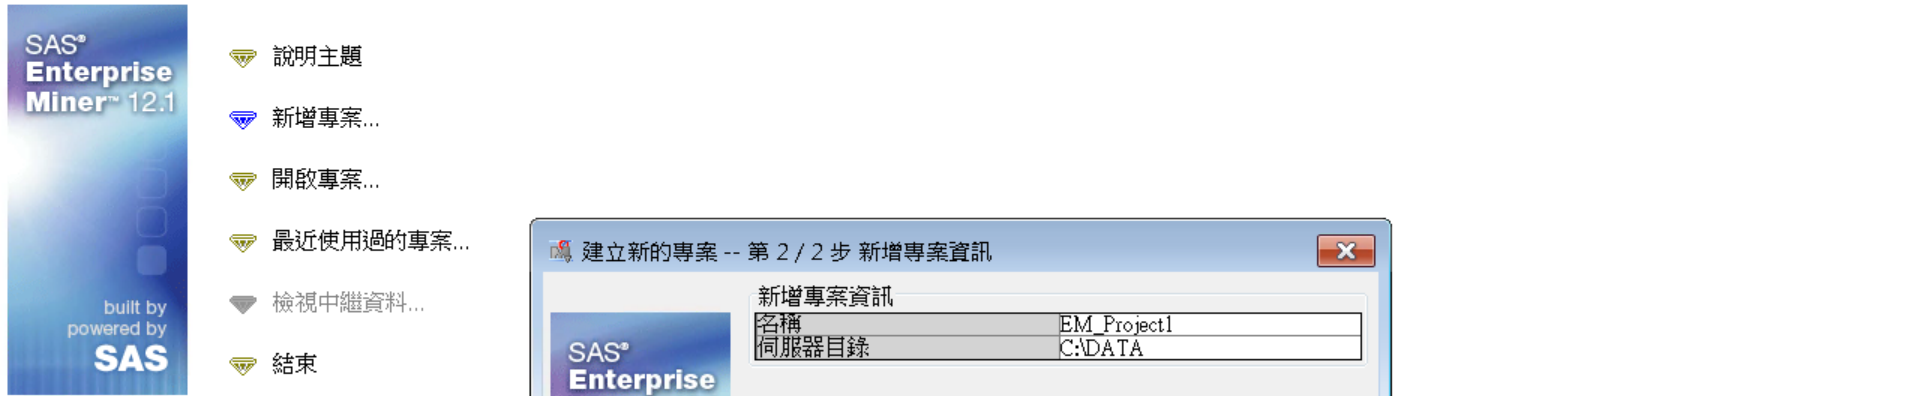 SAS®
Enterprise
Miner™ 12.1
built by
powered by
SAS
說明主題
新增專案...
開啟專案...
最近使用過的專案...
檢視中繼資料...
結束
建立新的專案 -- 第 2 / 2 步 新增專案資訊
新增專案資訊
名稱 EM_Project1
伺服器目錄 C:\DATA
SAS®
Enterprise